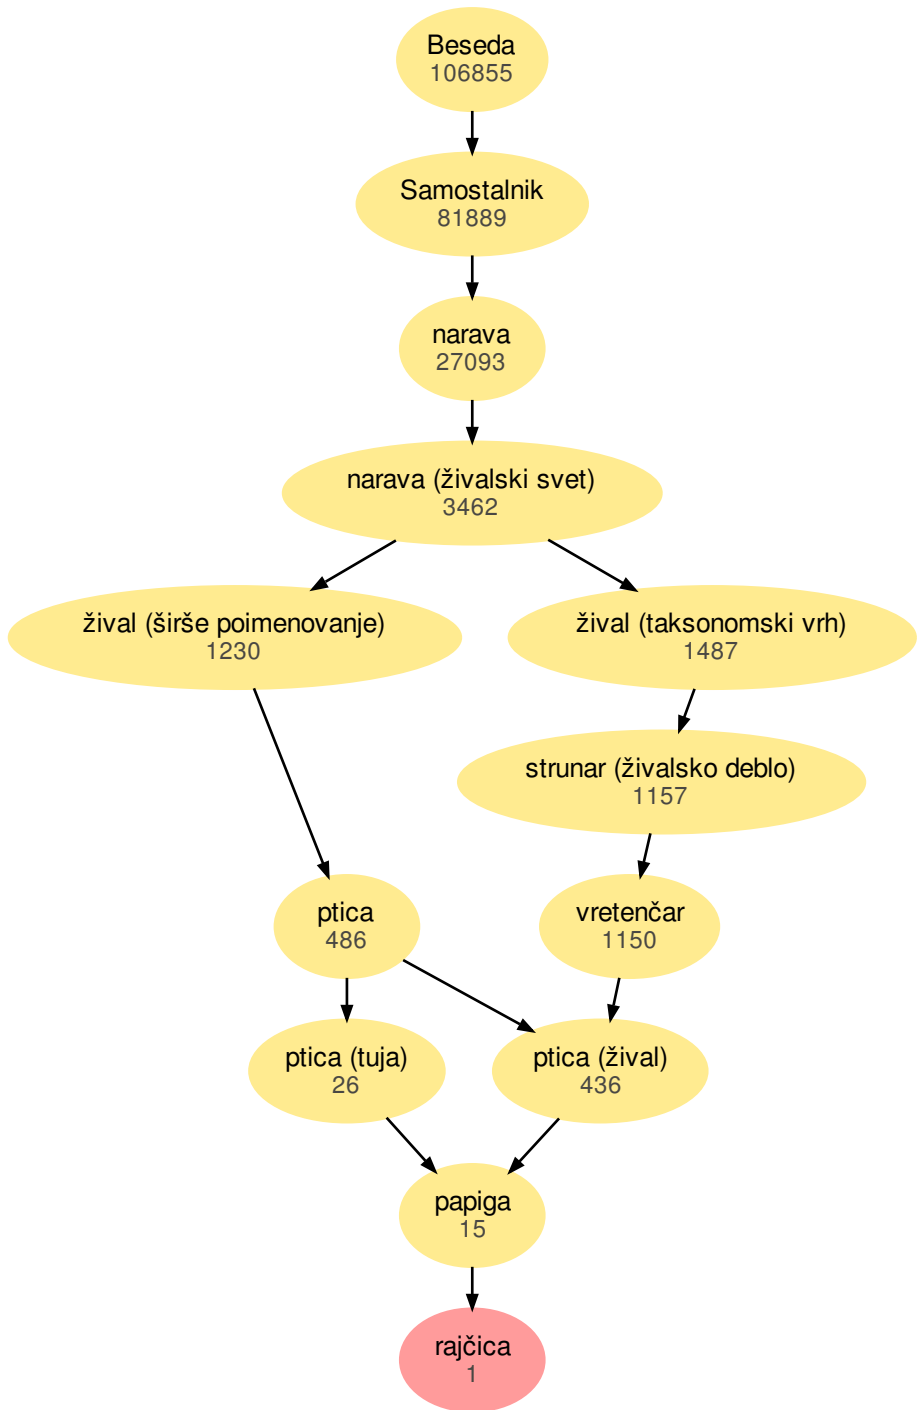 Beseda
106855
Samostalnik
81889
narava
27093
narava (živalski svet)
3462
žival (širše poimenovanje)
1230
žival (taksonomski vrh)
1487
strunar (živalsko deblo)
1157
ptica
486
vretenčar
1150
ptica (tuja)
26
ptica (žival)
436
papiga
15
rajčica
1